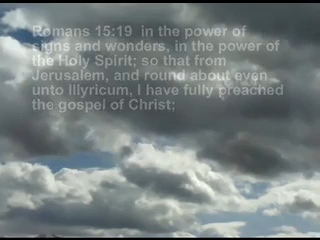 Romans 15:19  in the power of
signs and wonders, in the power of
the Holy Spirit; so that from
Jerusalem, and round about even
unto Illyricum, I have fully preached
the gospel of Christ;